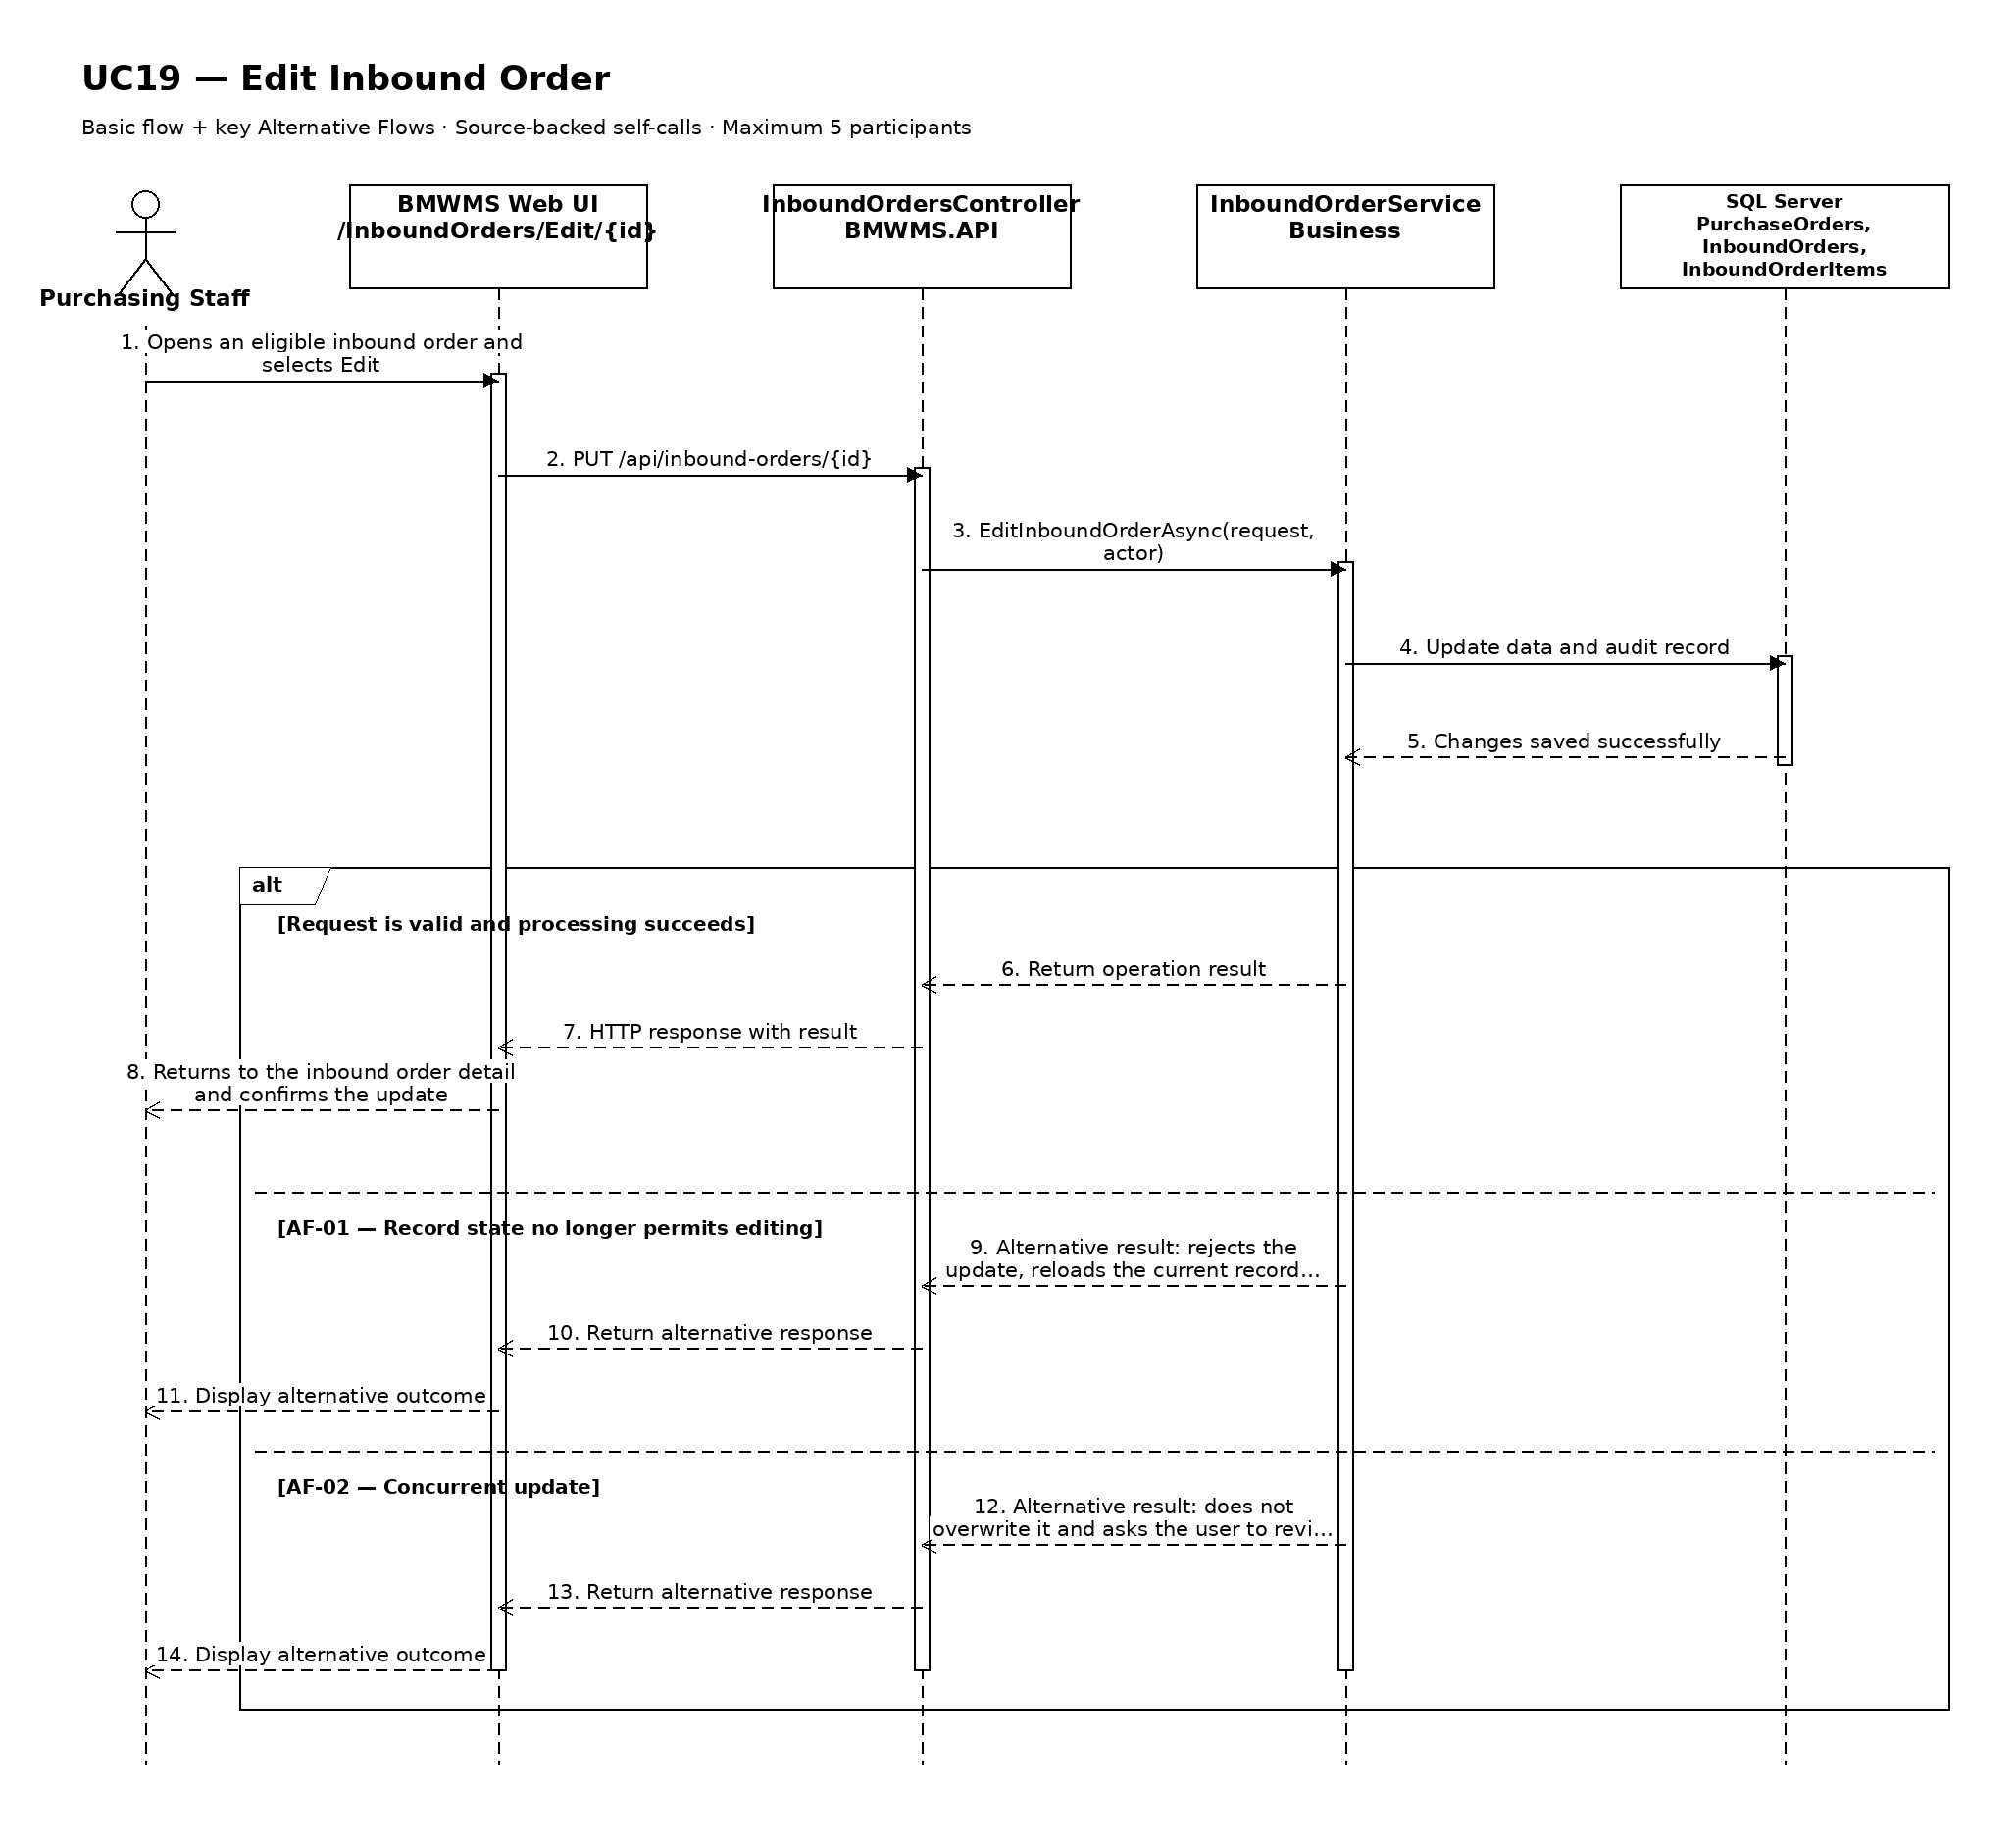 UC19 — Edit Inbound Order
Basic flow + key Alternative Flows · Source-backed self-calls · Maximum 5 participants
Purchasing Staff
BMWMS Web UI
/InboundOrders/Edit/{id}
InboundOrdersController
BMWMS.API
InboundOrderService
Business
SQL Server
PurchaseOrders,
InboundOrders,
InboundOrderItems
1. Opens an eligible inbound order and
selects Edit
2. PUT /api/inbound-orders/{id}
3. EditInboundOrderAsync(request,
actor)
4. Update data and audit record
5. Changes saved successfully
alt
[Request is valid and processing succeeds]
6. Return operation result
7. HTTP response with result
8. Returns to the inbound order detail
and confirms the update
[AF-01 — Record state no longer permits editing]
9. Alternative result: rejects the
update, reloads the current record...
10. Return alternative response
11. Display alternative outcome
[AF-02 — Concurrent update]
12. Alternative result: does not
overwrite it and asks the user to revi...
13. Return alternative response
14. Display alternative outcome